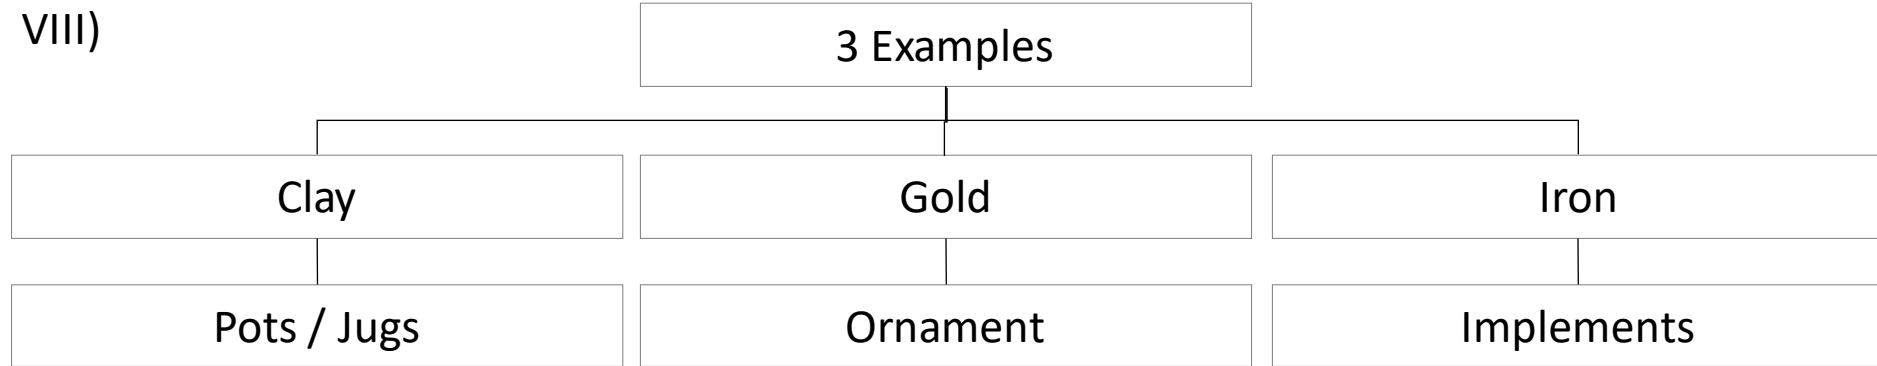 VIII)
3 Examples
Clay
Gold
Iron
Pots / Jugs
Ornament
Implements